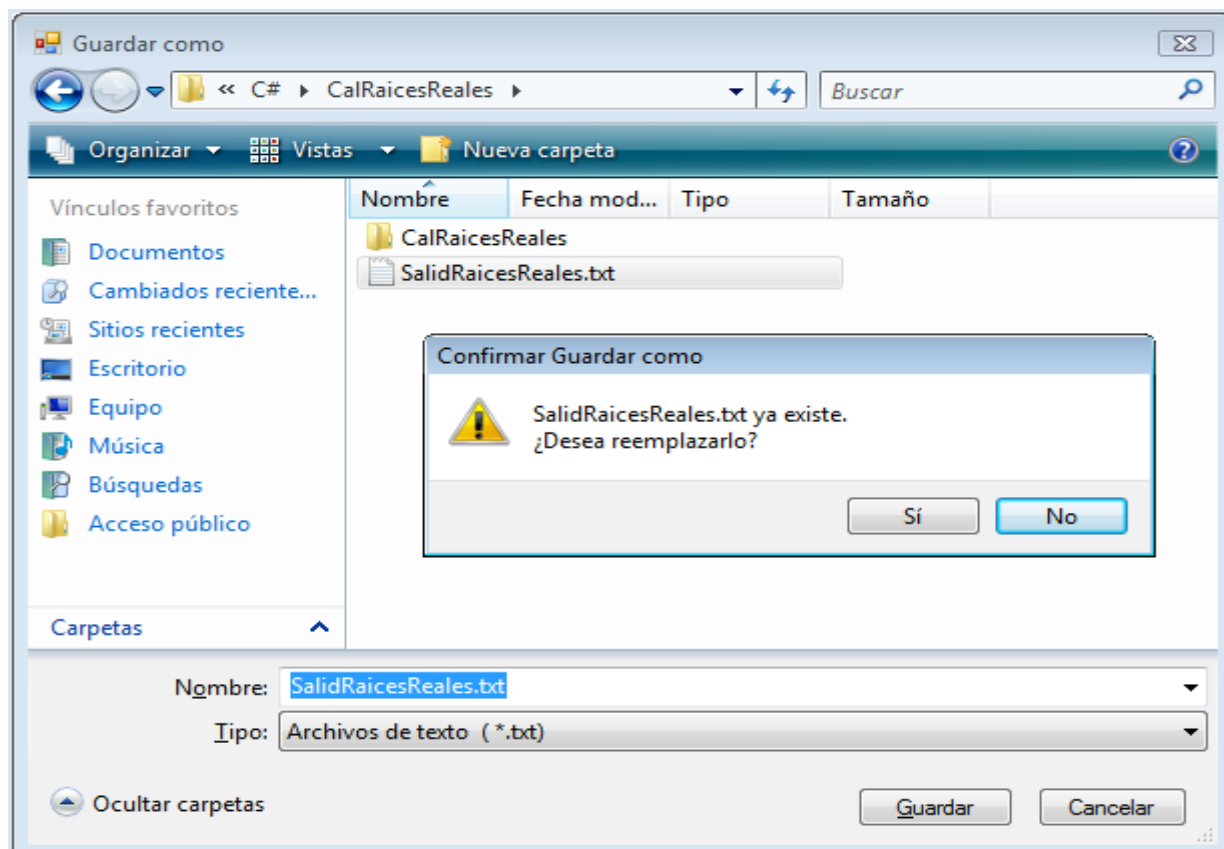 Guardar como
« C# ▸ CalRaicesReales ▸ Buscar
Organizar Vistas Nueva carpeta
Vínculos favoritos
Documentos
Cambiados reciente...
Sitios recientes
Escritorio
Equipo
Música
Búsquedas
Acceso público
Carpetas
Nombre Fecha mod... Tipo Tamaño
CalRaicesReales
SalidRaicesReales.txt
Confirmar Guardar como
SalidRaicesReales.txt ya existe.
¿Desea reemplazarlo?
Sí No
Nombre: SalidRaicesReales.txt
Tipo: Archivos de texto ( *.txt)
Ocultar carpetas Guardar Cancelar